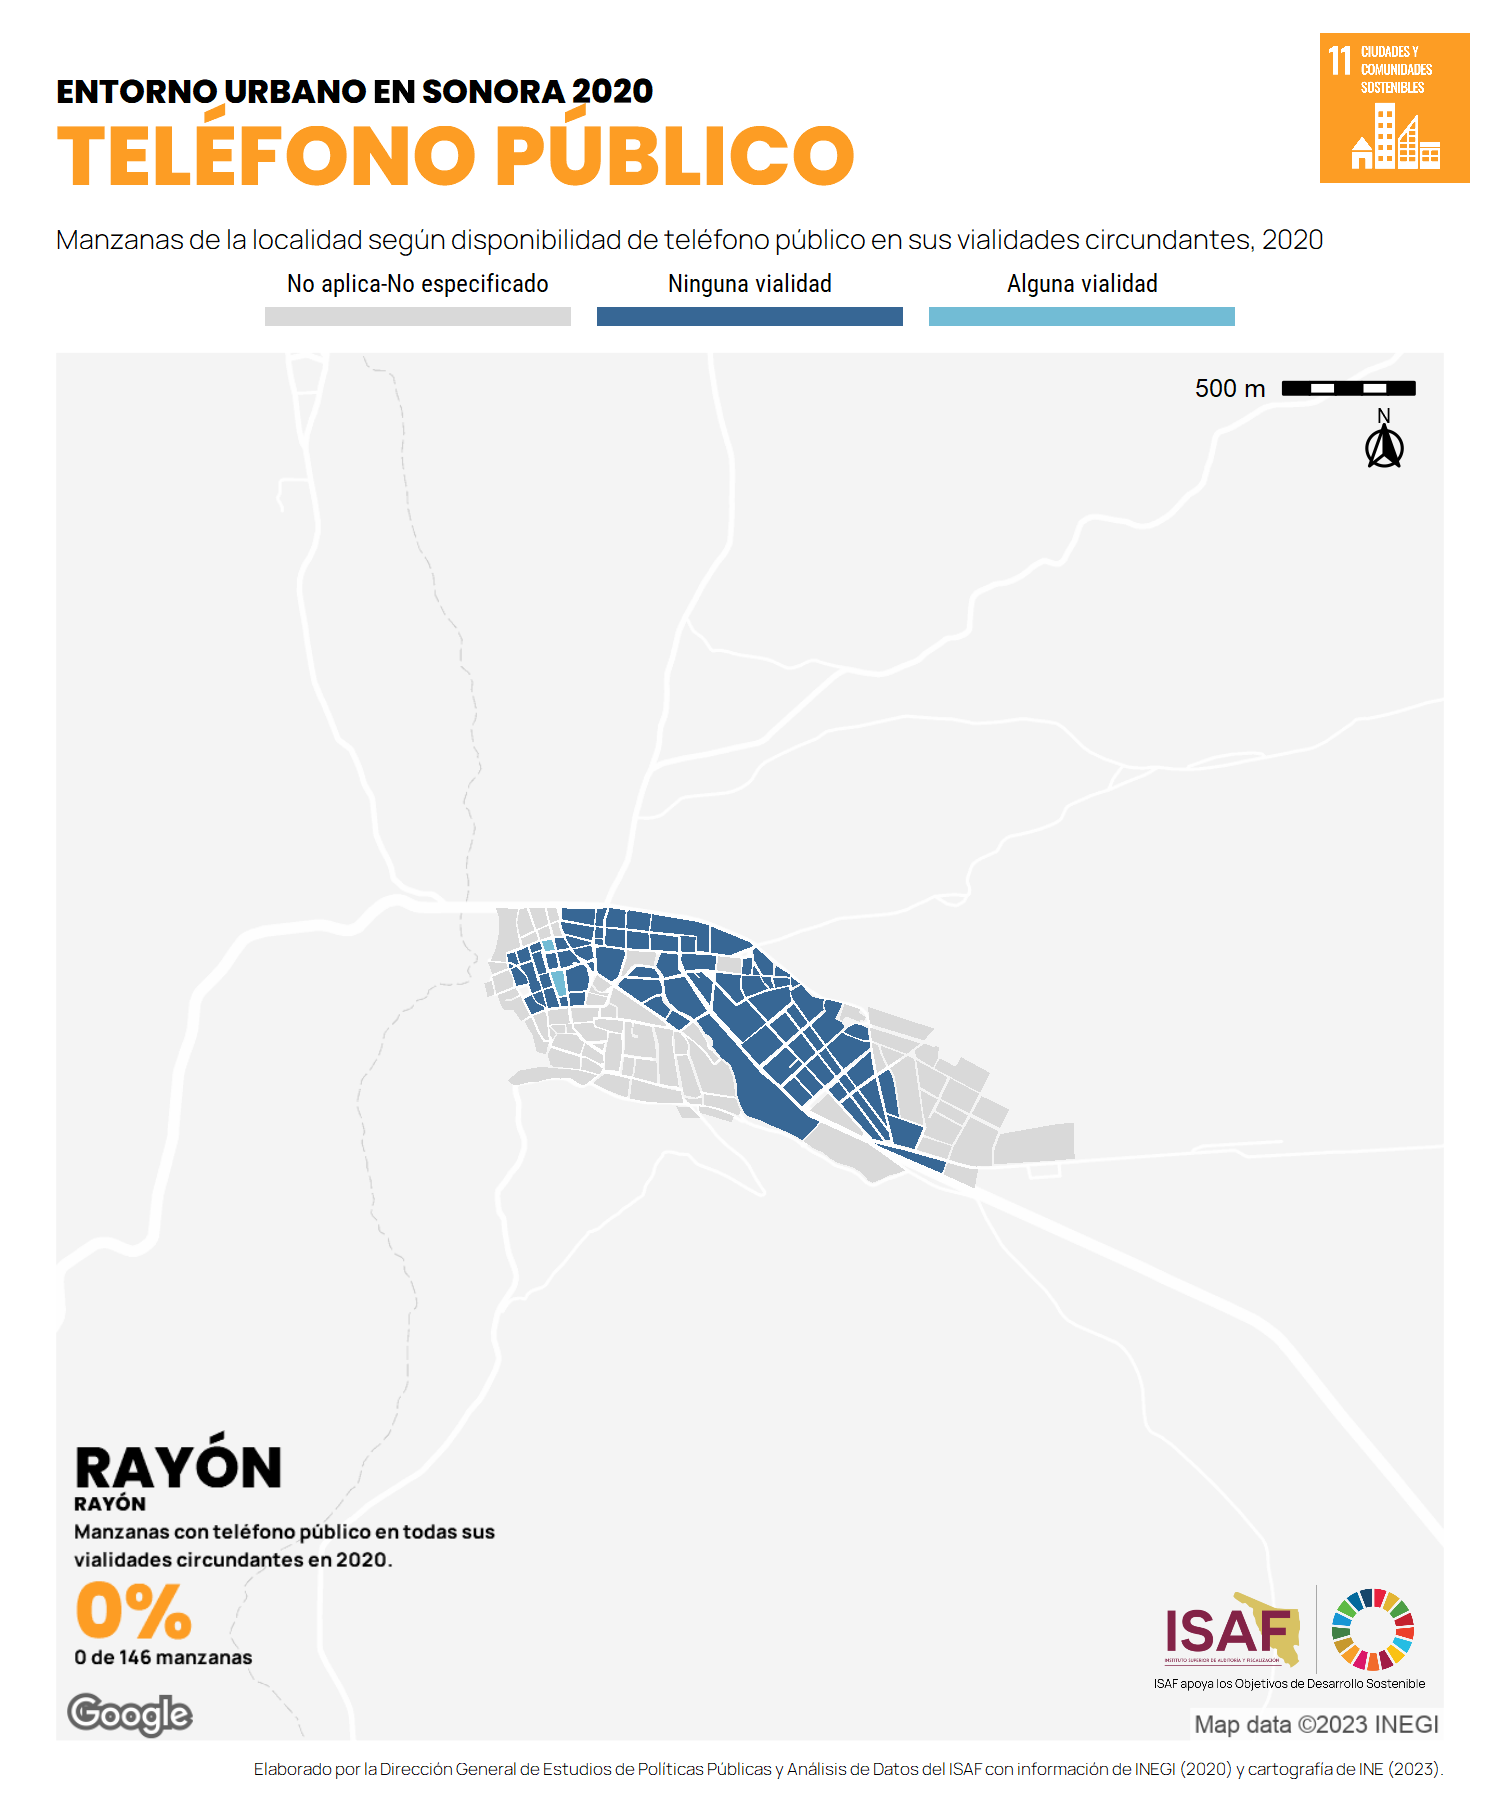 ENTORNO URBANO EN SONORA 2020
TELÉFONO PÚBLICO
11 CIUDADES Y
COMUNIDADES
SOSTENIBLES
Manzanas de la localidad según disponibilidad de teléfono público en sus vialidades circundantes, 2020
No aplica-No especificado
Ninguna vialidad
Alguna vialidad
500 m
N
RAYÓN
RAYÓN
Manzanas con teléfono público en todas sus
vialidades circundantes en 2020.
0%
0 de 146 manzanas
Google
ISAF
INSTITUTO SUPERIOR DE AUDITORÍA Y FISCALIZACIÓN
ISAF apoya los Objetivos de Desarrollo Sostenible
Map data ©2023 INEGI
Elaborado por la Dirección General de Estudios de Políticas Públicas y Análisis de Datos del ISAF con información de INEGI (2020) y cartografía de INE (2023).